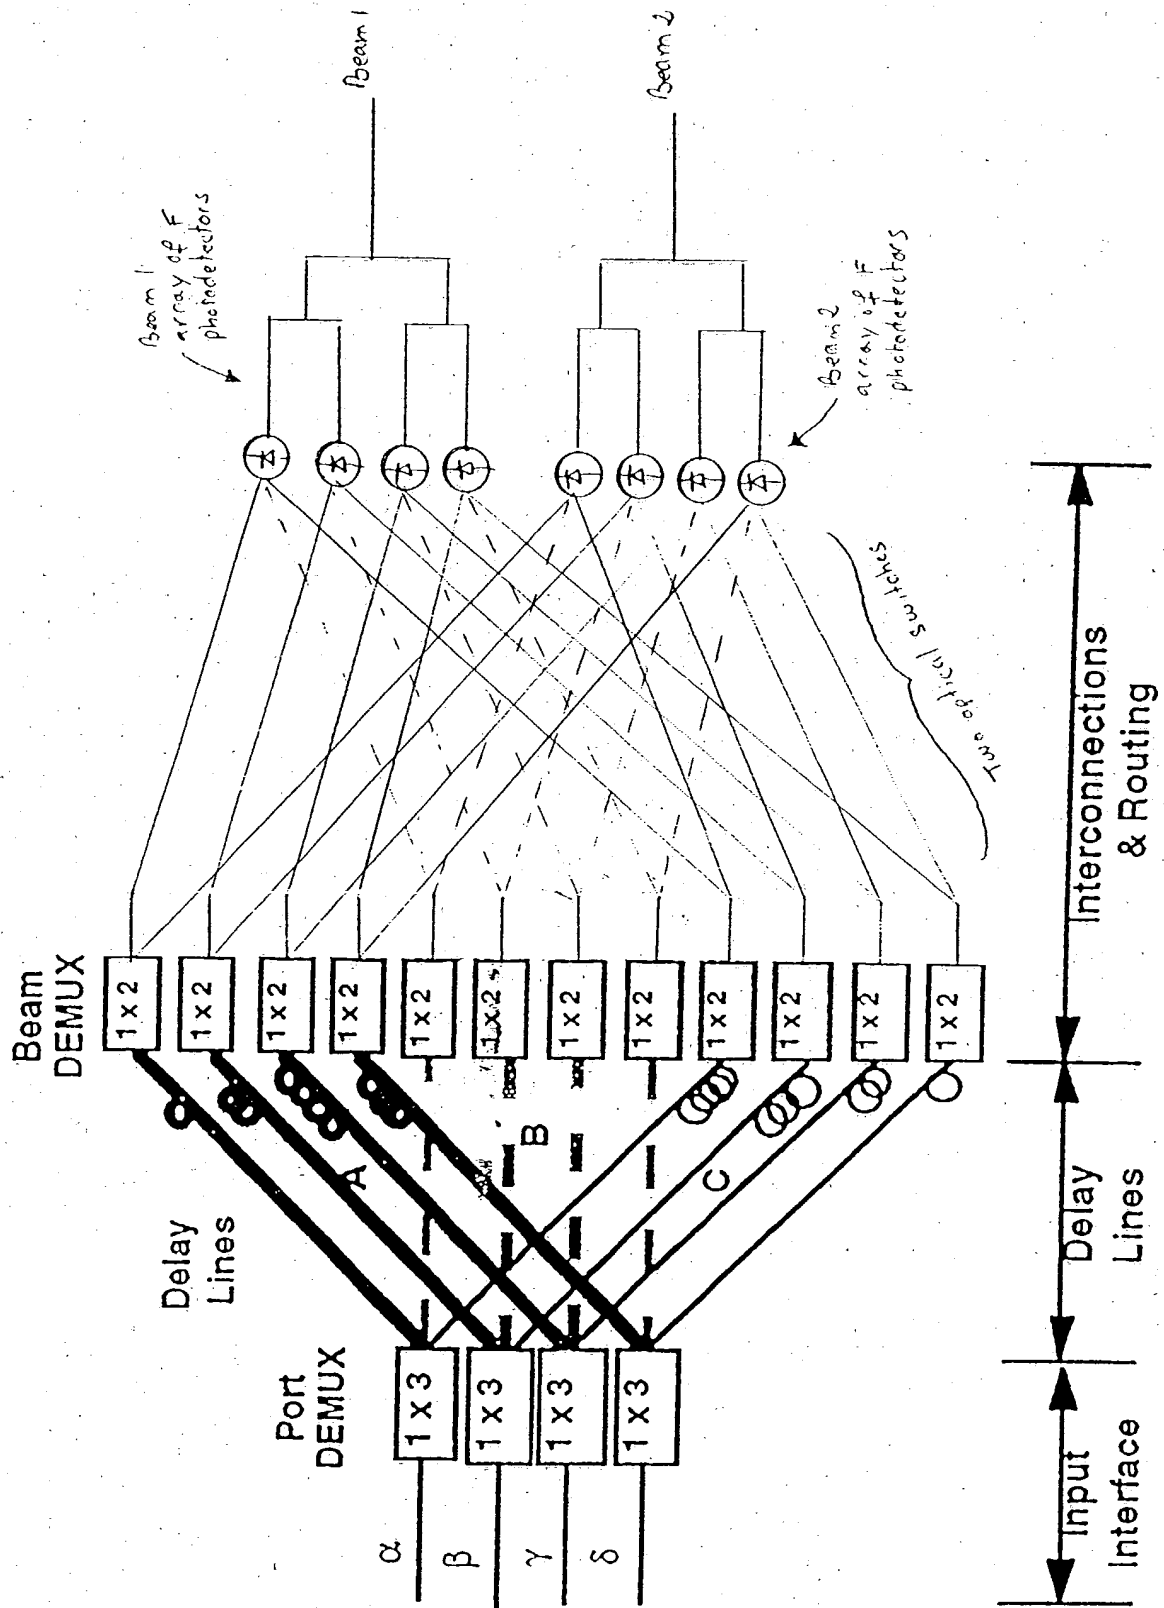 α
β
γ
δ
Port
DEMUX
1 x 3
1 x 3
1 x 3
1 x 3
Delay
Lines
A
B
C
Beam
DEMUX
1 x 2
1 x 2
1 x 2
1 x 2
1 x 2
1 x 2
1 x 2
1 x 2
1 x 2
1 x 2
1 x 2
1 x 2
Two optical switches
Beam 1
array of F
photodetectors
Beam 2
array of F
photodetectors
Beam 1
Beam 2
Input
Interface
Delay
Lines
Interconnections
& Routing